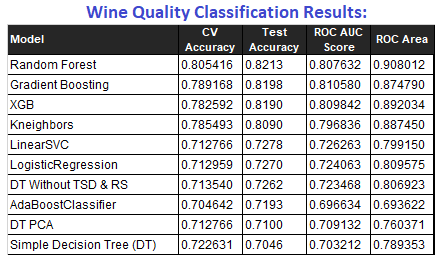 Wine Quality Classification Results:
Model CV Accuracy Test Accuracy ROC AUC Score ROC Area
Random Forest 0.805416 0.8213 0.807632 0.908012
Gradient Boosting 0.789168 0.8198 0.810580 0.874790
XGB 0.782592 0.8190 0.809842 0.892034
Kneighbors 0.785493 0.8090 0.796836 0.887450
LinearSVC 0.712766 0.7278 0.726263 0.799150
LogisticRegression 0.712959 0.7270 0.724063 0.809575
DT Without TSD & RS 0.713540 0.7262 0.723468 0.806923
AdaBoostClassifier 0.704642 0.7193 0.696634 0.693622
DT PCA 0.712766 0.7100 0.709132 0.760371
Simple Decision Tree (DT) 0.722631 0.7046 0.703212 0.789353